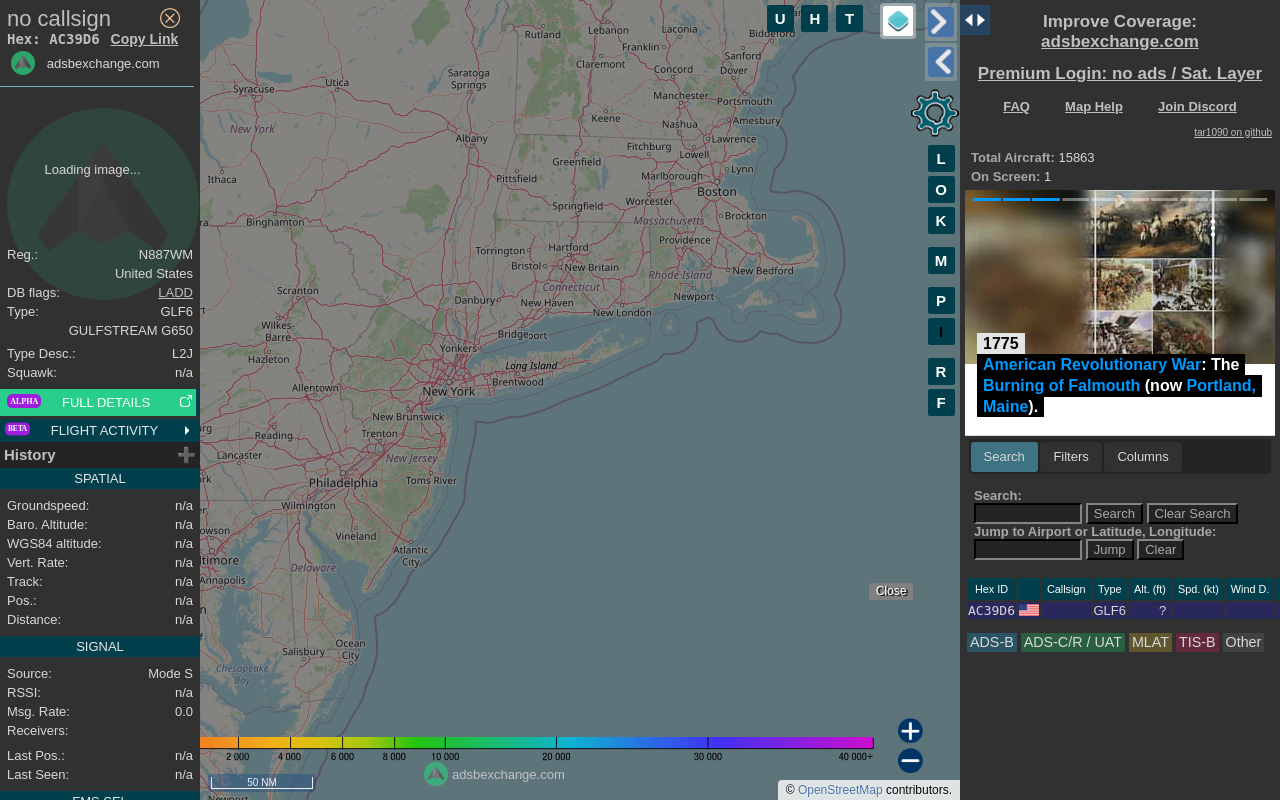 no callsign
Hex: AC39D6 Copy Link
adsbexchange.com
Loading image...
Reg.: N887WM
United States
DB flags: LADD
Type: GLF6
GULFSTREAM G650
Type Desc.: L2J
Squawk: n/a
ALPHA FULL DETAILS
BETA FLIGHT ACTIVITY
History
SPATIAL
Groundspeed: n/a
Baro. Altitude: n/a
WGS84 altitude: n/a
Vert. Rate: n/a
Track: n/a
Pos.: n/a
Distance: n/a
SIGNAL
Source: Mode S
RSSI: n/a
Msg. Rate: 0.0
Receivers:
Last Pos.: n/a
Last Seen: n/a
FMS SEL
U H T
L
O
K
M
P
I
R
F
Rutland
Lebanon
Laconia
Biddeford
Franklin
Claremont
Sanford
Concord
Dover
Utica
Saratoga
Springs
Syracuse
Manchester
Portsmouth
Keene
Nashua
Amesbury
New York
Albany
Lawrence
Fitchburg
Lowell
Greenfield
Ithaca
Pittsfield
Marlborough
Lynn
Boston
Worcester
Springfield
Massachusetts
Brockton
Binghamton
Providence
Torrington
Hartford
Bristol
New Britain
Rhode Island
New Bedford
Connecticut
Scranton
Danbury
New Haven
Newport
New London
Wilkes-
Barre
Bridgeport
Yonkers
Hazleton
Long Island
Brentwood
Allentown
New York
New Brunswick
Reading
Trenton
Lancaster
New Jersey
Toms River
Philadelphia
Wilmington
Vineland
Atlantic
City
Delaware
Annapolis
Ocean
City
Salisbury
Chesapeake
Bay
Close
2 000 4 000 6 000 8 000 10 000 20 000 30 000 40 000+
50 NM
adsbexchange.com
© OpenStreetMap contributors.
Improve Coverage:
adsbexchange.com
Premium Login: no ads / Sat. Layer
FAQ Map Help Join Discord
tar1090 on github
Total Aircraft: 15863
On Screen: 1
1775
American Revolutionary War: The
Burning of Falmouth (now Portland,
Maine).
Search Filters Columns
Search:
Search Clear Search
Jump to Airport or Latitude, Longitude:
Jump Clear
Hex ID Callsign Type Alt. (ft) Spd. (kt) Wind D.
AC39D6 GLF6 ?
ADS-B ADS-C/R / UAT MLAT TIS-B Other